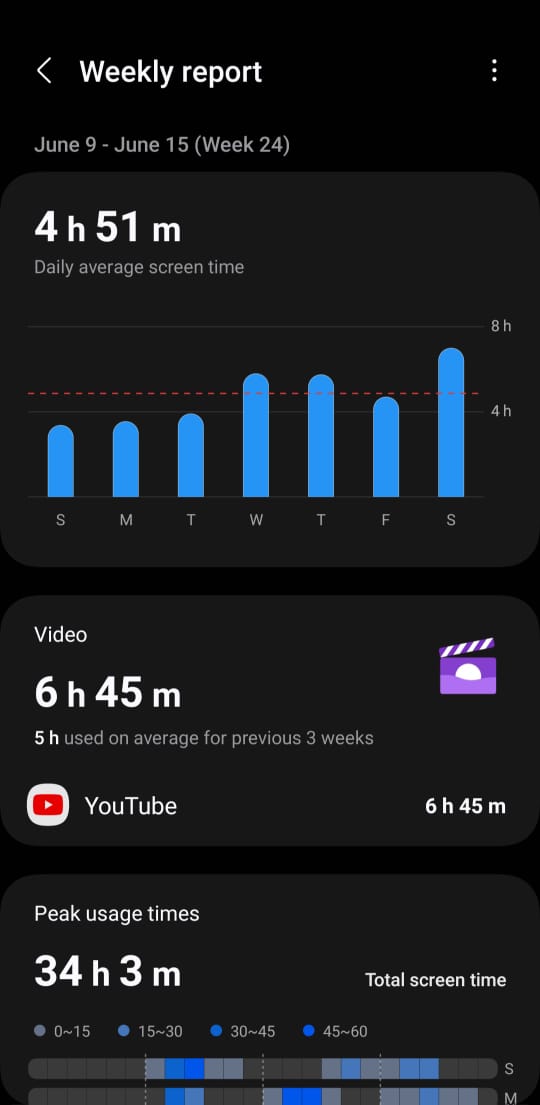 Weekly report
June 9 - June 15 (Week 24)
4 h 51 m
Daily average screen time
8 h
4 h
S M T W T F S
Video
6 h 45 m
5 h used on average for previous 3 weeks
YouTube 6 h 45 m
Peak usage times
34 h 3 m Total screen time
0~15 15~30 30~45 45~60
S
M